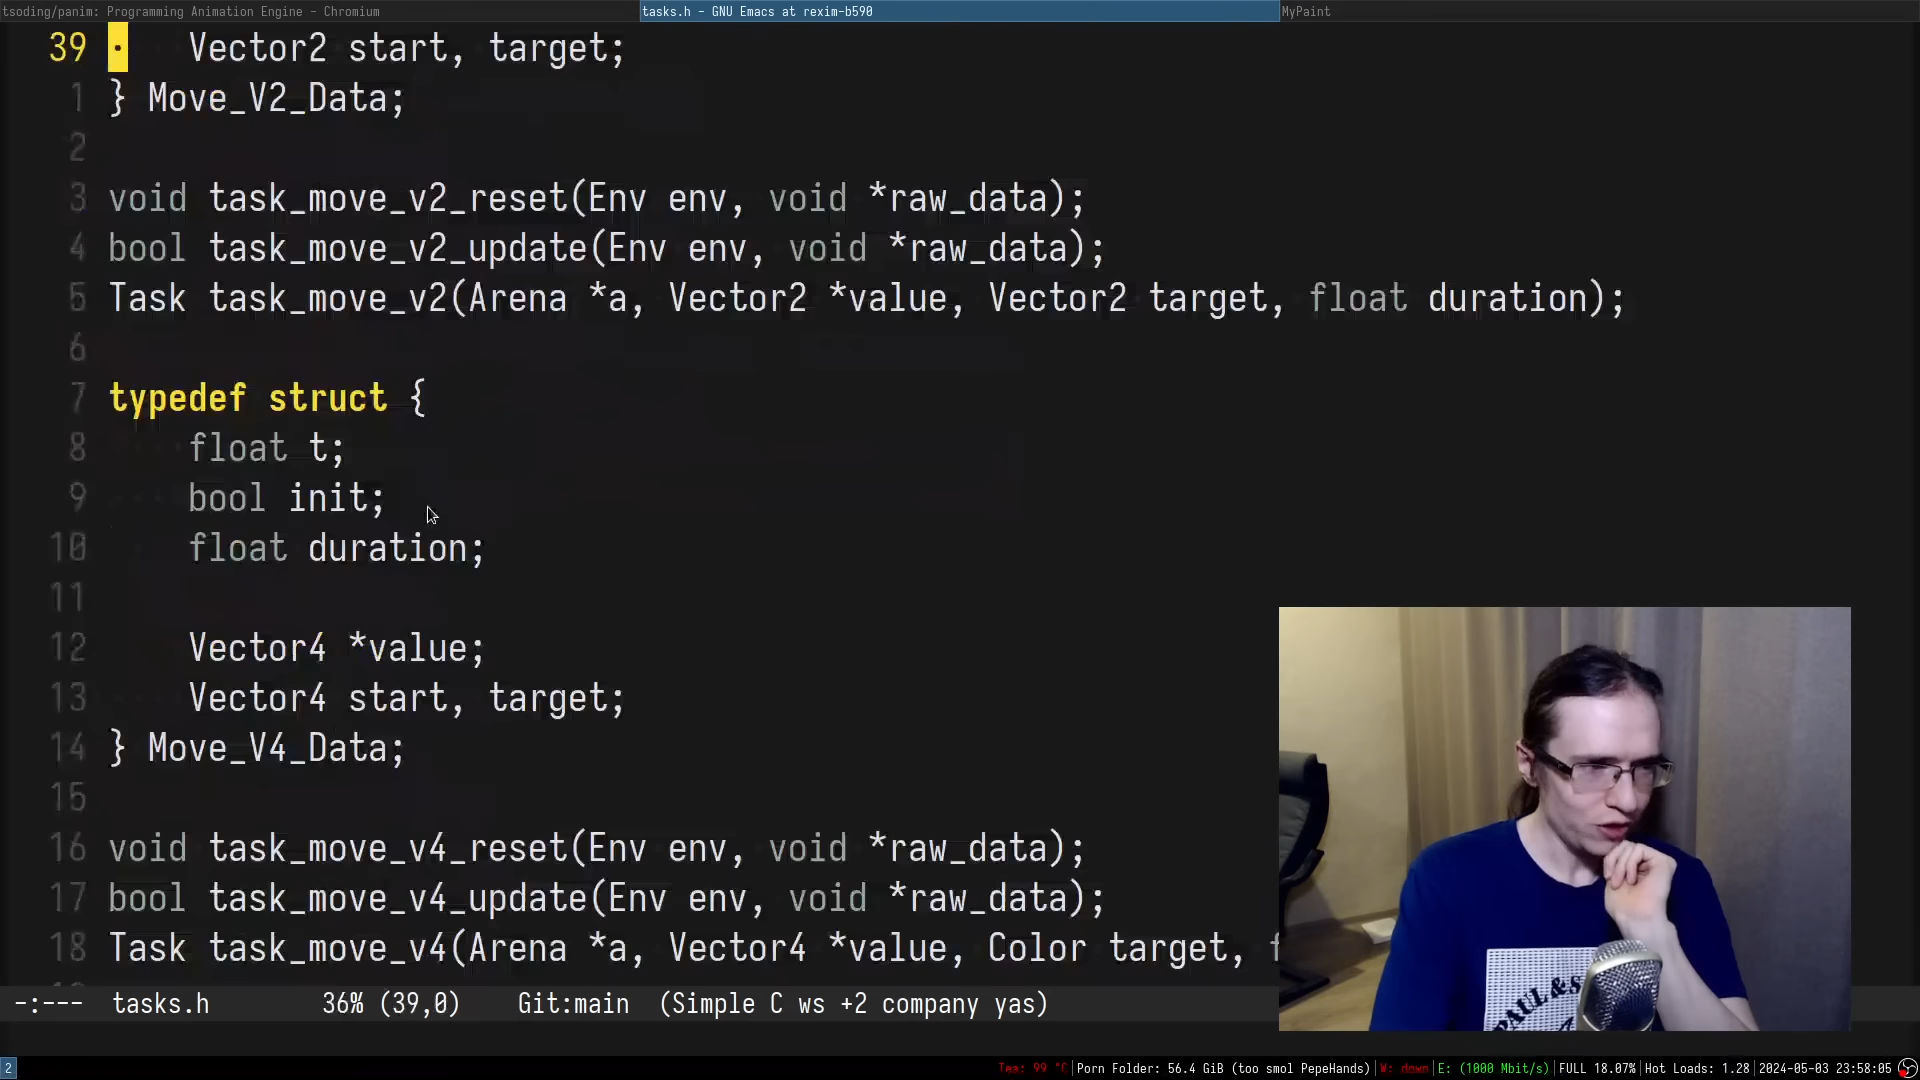 tsoding/panim: Programming Animation Engine - Chromium
tasks.h - GNU Emacs at rexim-b590
MyPaint
39 Vector2 start, target;
1 } Move_V2_Data;
2
3 void task_move_v2_reset(Env env, void *raw_data);
4 bool task_move_v2_update(Env env, void *raw_data);
5 Task task_move_v2(Arena *a, Vector2 *value, Vector2 target, float duration);
6
7 typedef struct {
8 float t;
9 bool init;
10 float duration;
11
12 Vector4 *value;
13 Vector4 start, target;
14 } Move_V4_Data;
15
16 void task_move_v4_reset(Env env, void *raw_data);
17 bool task_move_v4_update(Env env, void *raw_data);
18 Task task_move_v4(Arena *a, Vector4 *value, Color target, f
PAUL & S
-:--- tasks.h 36% (39,0) Git:main (Simple C ws +2 company yas)
2 Tea: 99 °C|Porn Folder: 56.4 GiB (too smol PepeHands)|W: down|E: (1000 Mbit/s)|FULL 18.07%|Hot Loads: 1.28|2024-05-03 23:58:05